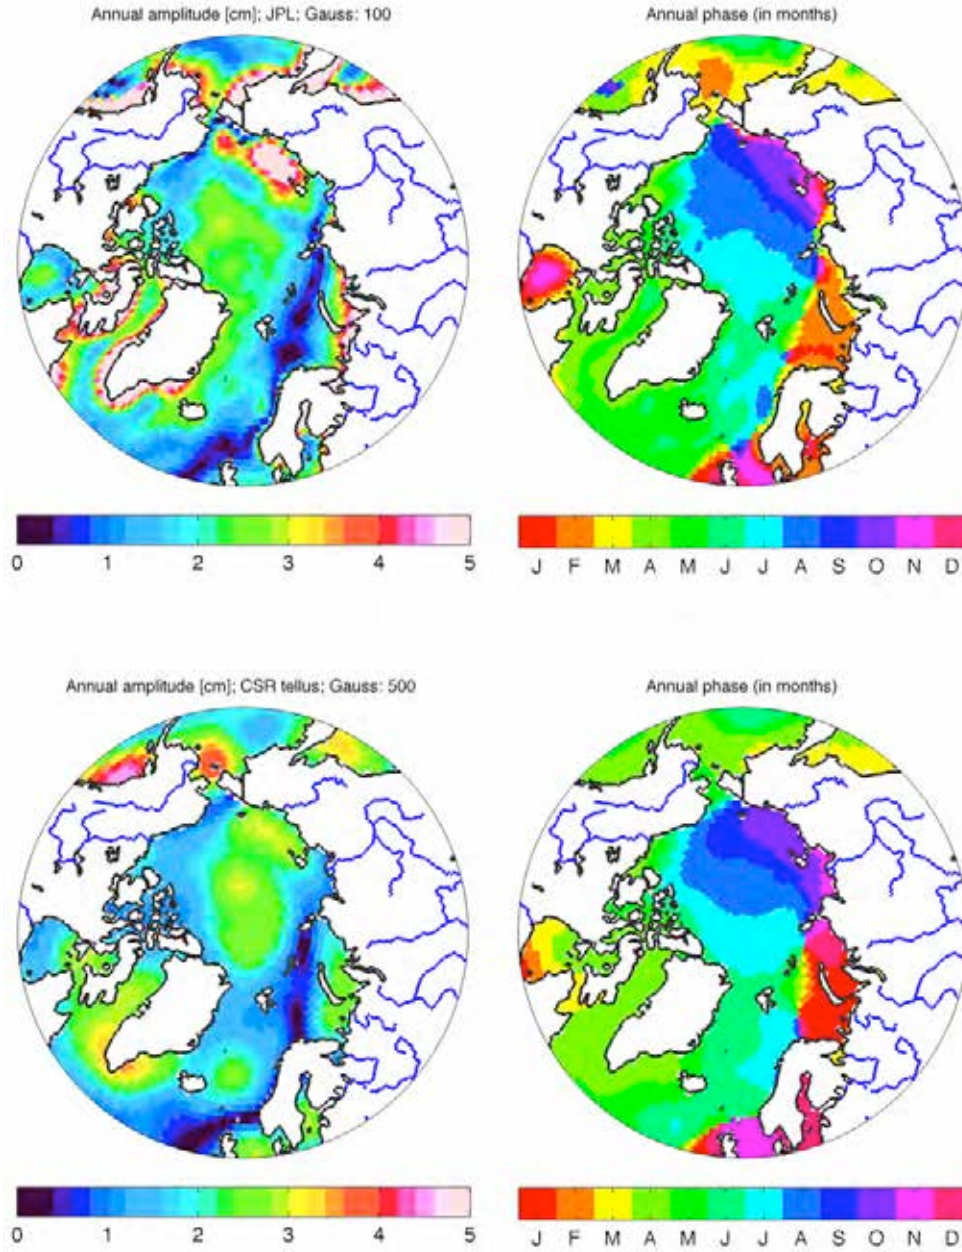 Annual amplitude [cm]; JPL; Gauss: 100
Annual phase (in months)
0 1 2 3 4 5
J F M A M J J A S O N D
Annual amplitude [cm]; CSR tellus; Gauss: 500
Annual phase (in months)
0 1 2 3 4 5
J F M A M J J A S O N D